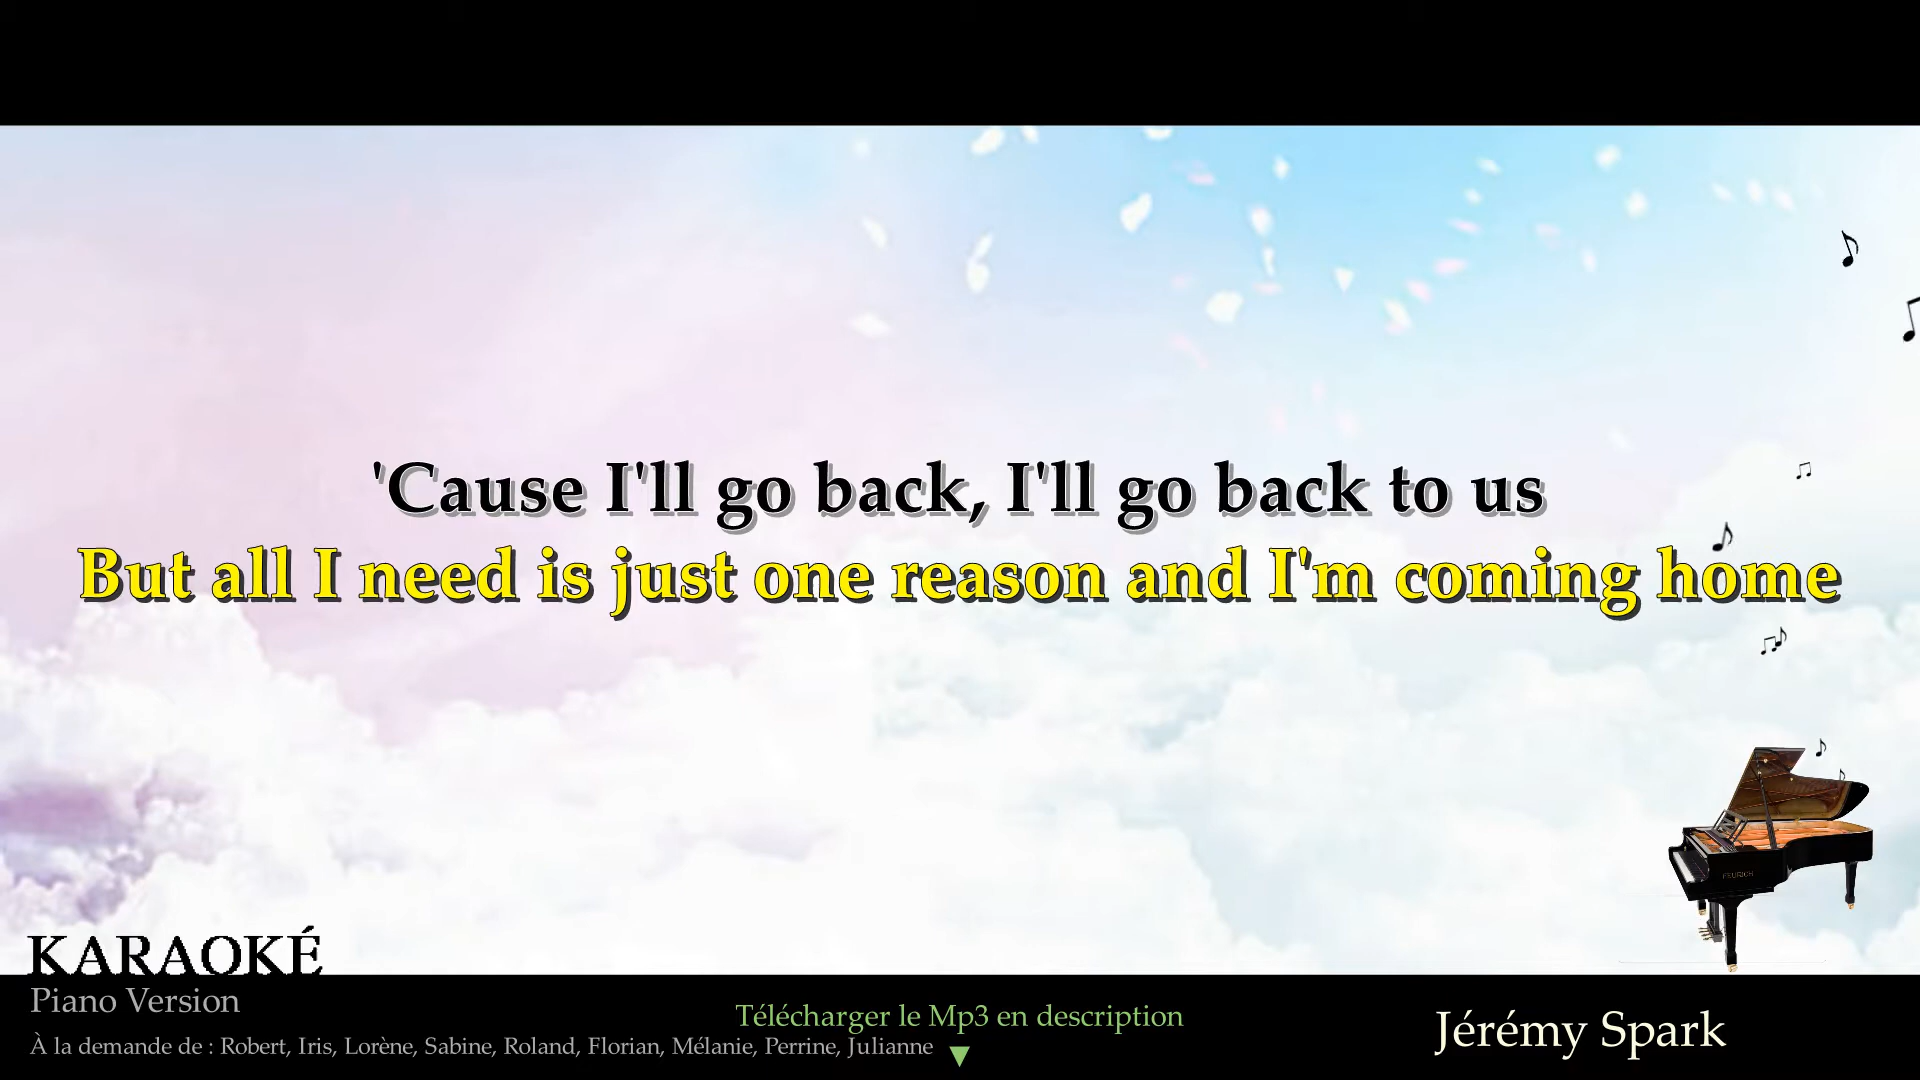 'Cause I'll go back, I'll go back to us
But all I need is just one reason and I'm coming home
FEURICH
KARAOKÉ
Piano Version
À la demande de : Robert, Iris, Lorène, Sabine, Roland, Florian, Mélanie, Perrine, Julianne
Télécharger le Mp3 en description
Jérémy Spark